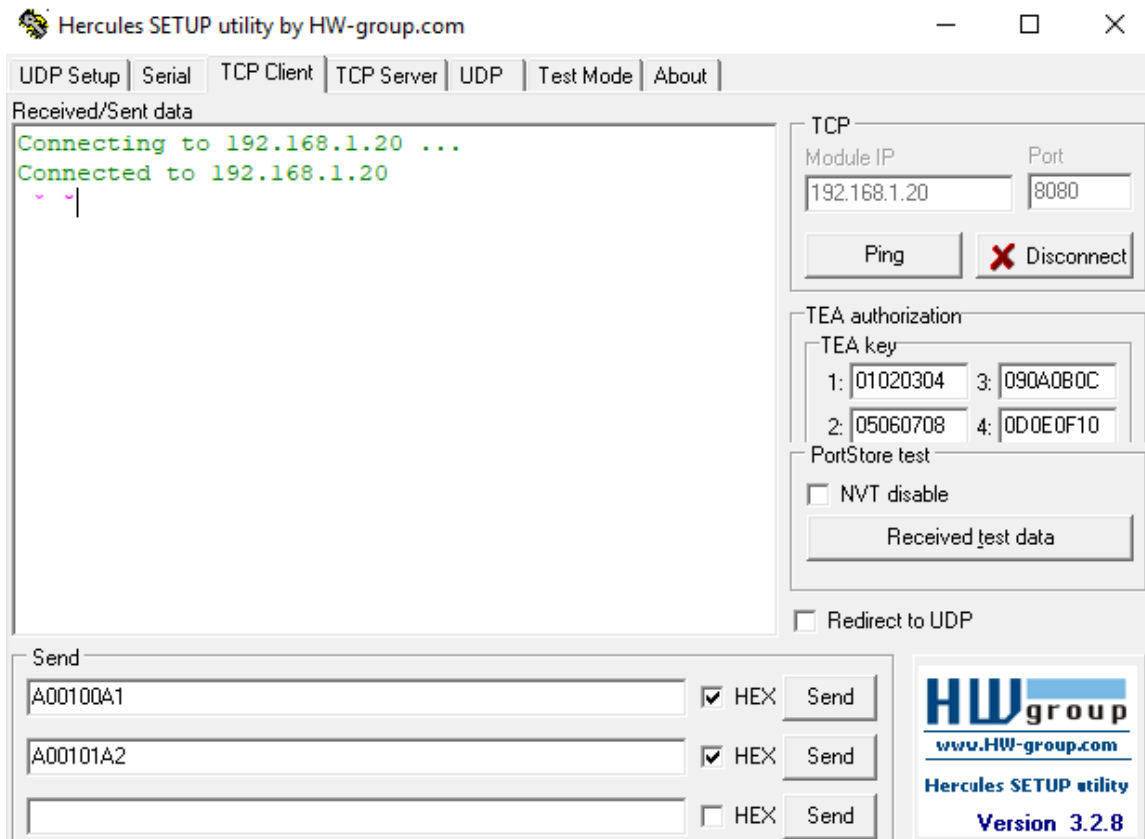 Hercules SETUP utility by HW-group.com
UDP Setup Serial TCP Client TCP Server UDP Test Mode About
Received/Sent data
Connecting to 192.168.1.20 ...
Connected to 192.168.1.20
˘ ˘
TCP
Module IP Port
192.168.1.20 8080
Ping Disconnect
TEA authorization
TEA key
1: 01020304 3: 090A0B0C
2: 05060708 4: 0D0E0F10
PortStore test
NVT disable
Received test data
Redirect to UDP
Send
A00100A1 HEX Send
A00101A2 HEX Send
HEX Send
HW group
www.HW-group.com
Hercules SETUP utility
Version 3.2.8